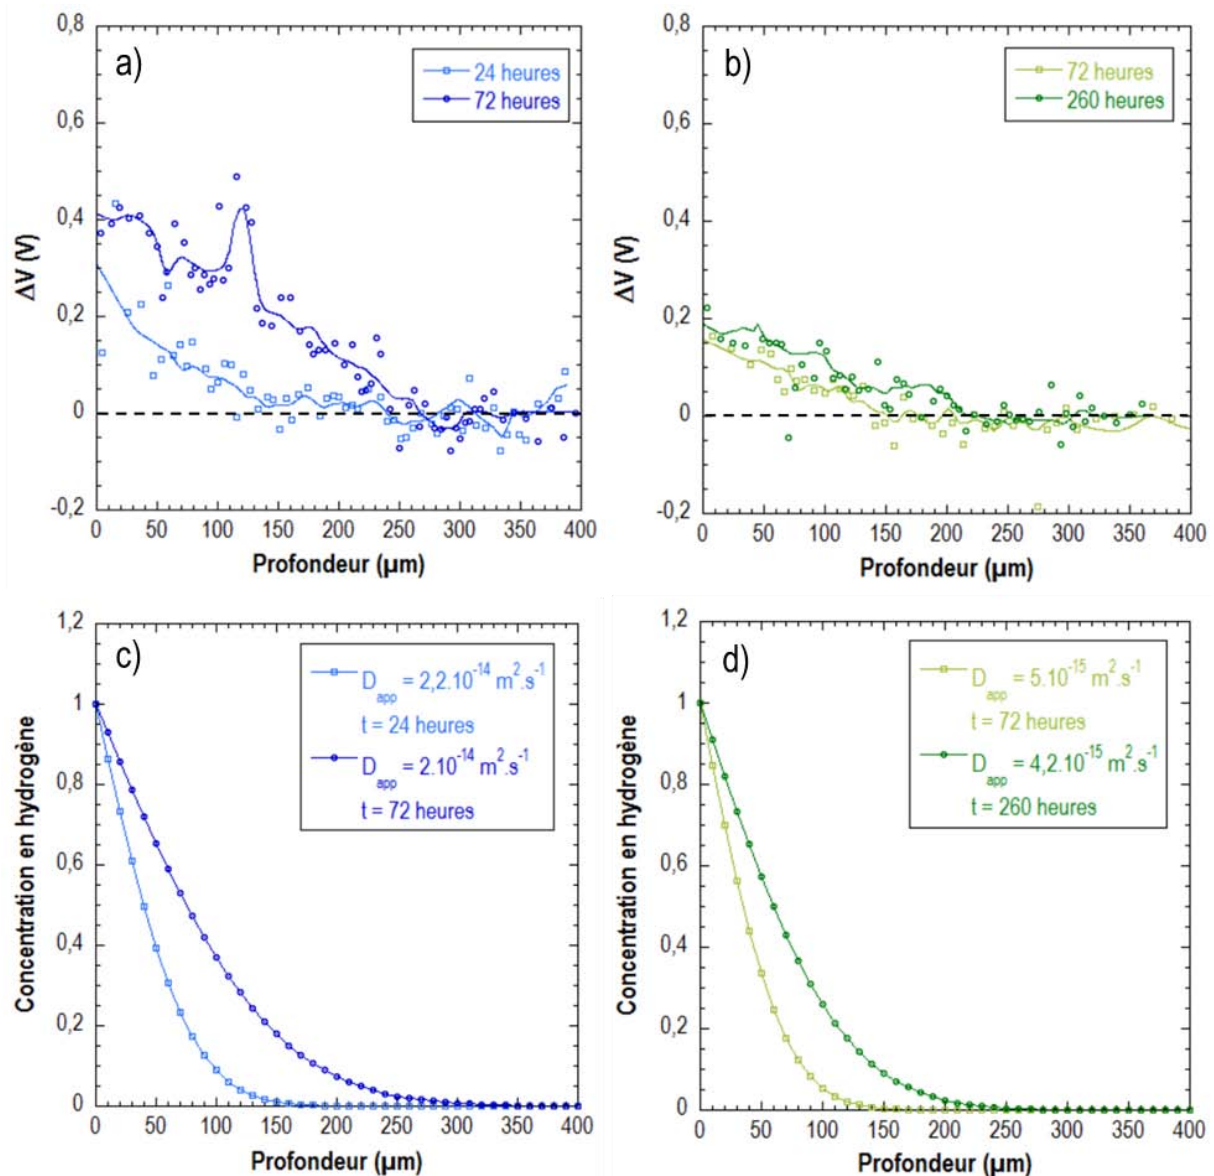 a)
24 heures
72 heures
0,8
0,6
0,4
0,2
0
-0,2
ΔV (V)
0 50 100 150 200 250 300 350 400
Profondeur (µm)
b)
72 heures
260 heures
0,8
0,6
0,4
0,2
0
-0,2
ΔV (V)
0 50 100 150 200 250 300 350 400
Profondeur (µm)
c)
D_app = 2,2.10⁻¹⁴ m².s⁻¹
t = 24 heures
D_app = 2.10⁻¹⁴ m².s⁻¹
t = 72 heures
1,2
1
0,8
0,6
0,4
0,2
0
Concentration en hydrogène
0 50 100 150 200 250 300 350 400
Profondeur (µm)
d)
D_app = 5.10⁻¹⁵ m².s⁻¹
t = 72 heures
D_app = 4,2.10⁻¹⁵ m².s⁻¹
t = 260 heures
1,2
1
0,8
0,6
0,4
0,2
0
Concentration en hydrogène
0 50 100 150 200 250 300 350 400
Profondeur (µm)